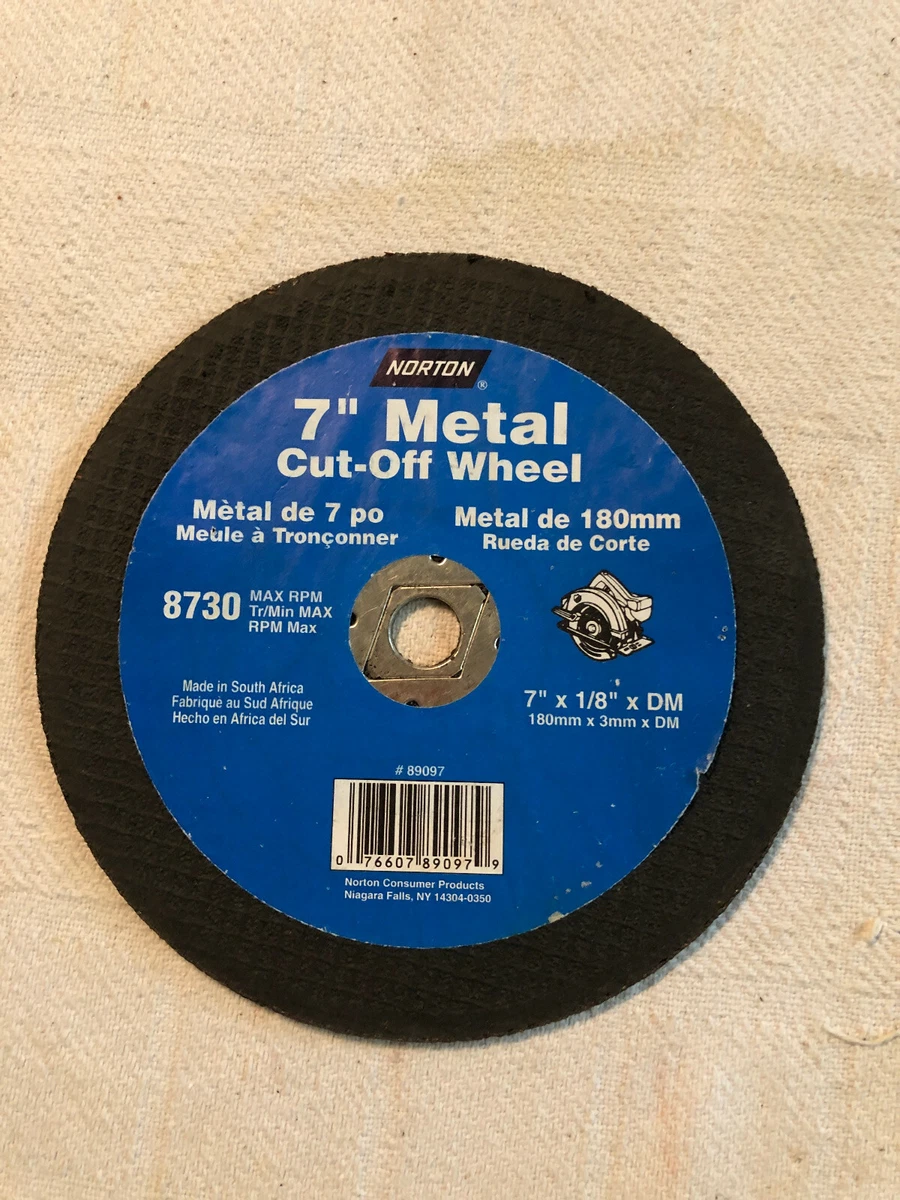 NORTON®
7" Metal
Cut-Off Wheel
Mètal de 7 po
Meule à Tronçonner
Metal de 180mm
Rueda de Corte
8730
MAX RPM
Tr/Min MAX
RPM Max
Made in South Africa
Fabriqué au Sud Afrique
Hecho en Africa del Sur
7" x 1/8" x DM
180mm x 3mm x DM
# 89097
0 76607 89097 9
Norton Consumer Products
Niagara Falls, NY 14304-0350